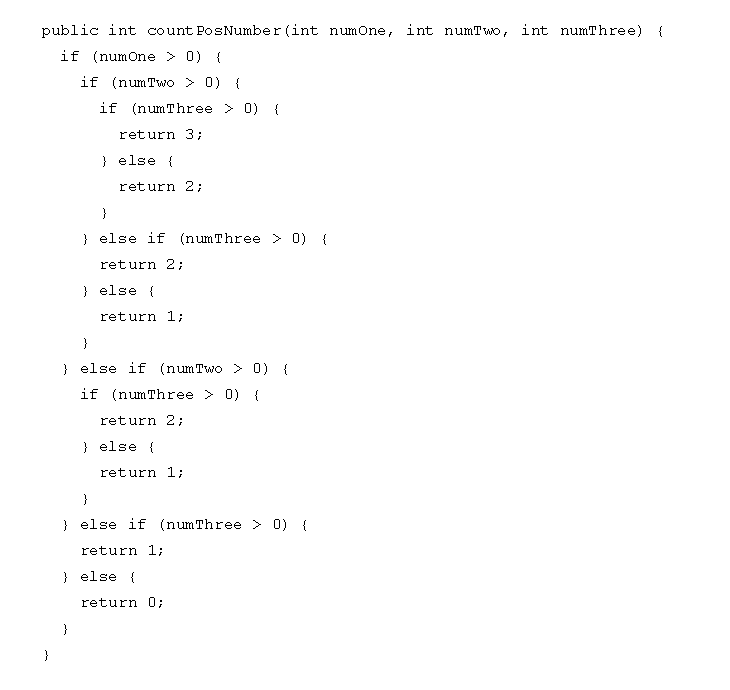 public int countPosNumber(int numOne, int numTwo, int numThree) {
  if (numOne > 0) {
    if (numTwo > 0) {
      if (numThree > 0) {
        return 3;
      } else {
        return 2;
      }
    } else if (numThree > 0) {
      return 2;
    } else {
      return 1;
    }
  } else if (numTwo > 0) {
    if (numThree > 0) {
      return 2;
    } else {
      return 1;
    }
  } else if (numThree > 0) {
    return 1;
  } else {
    return 0;
  }
}